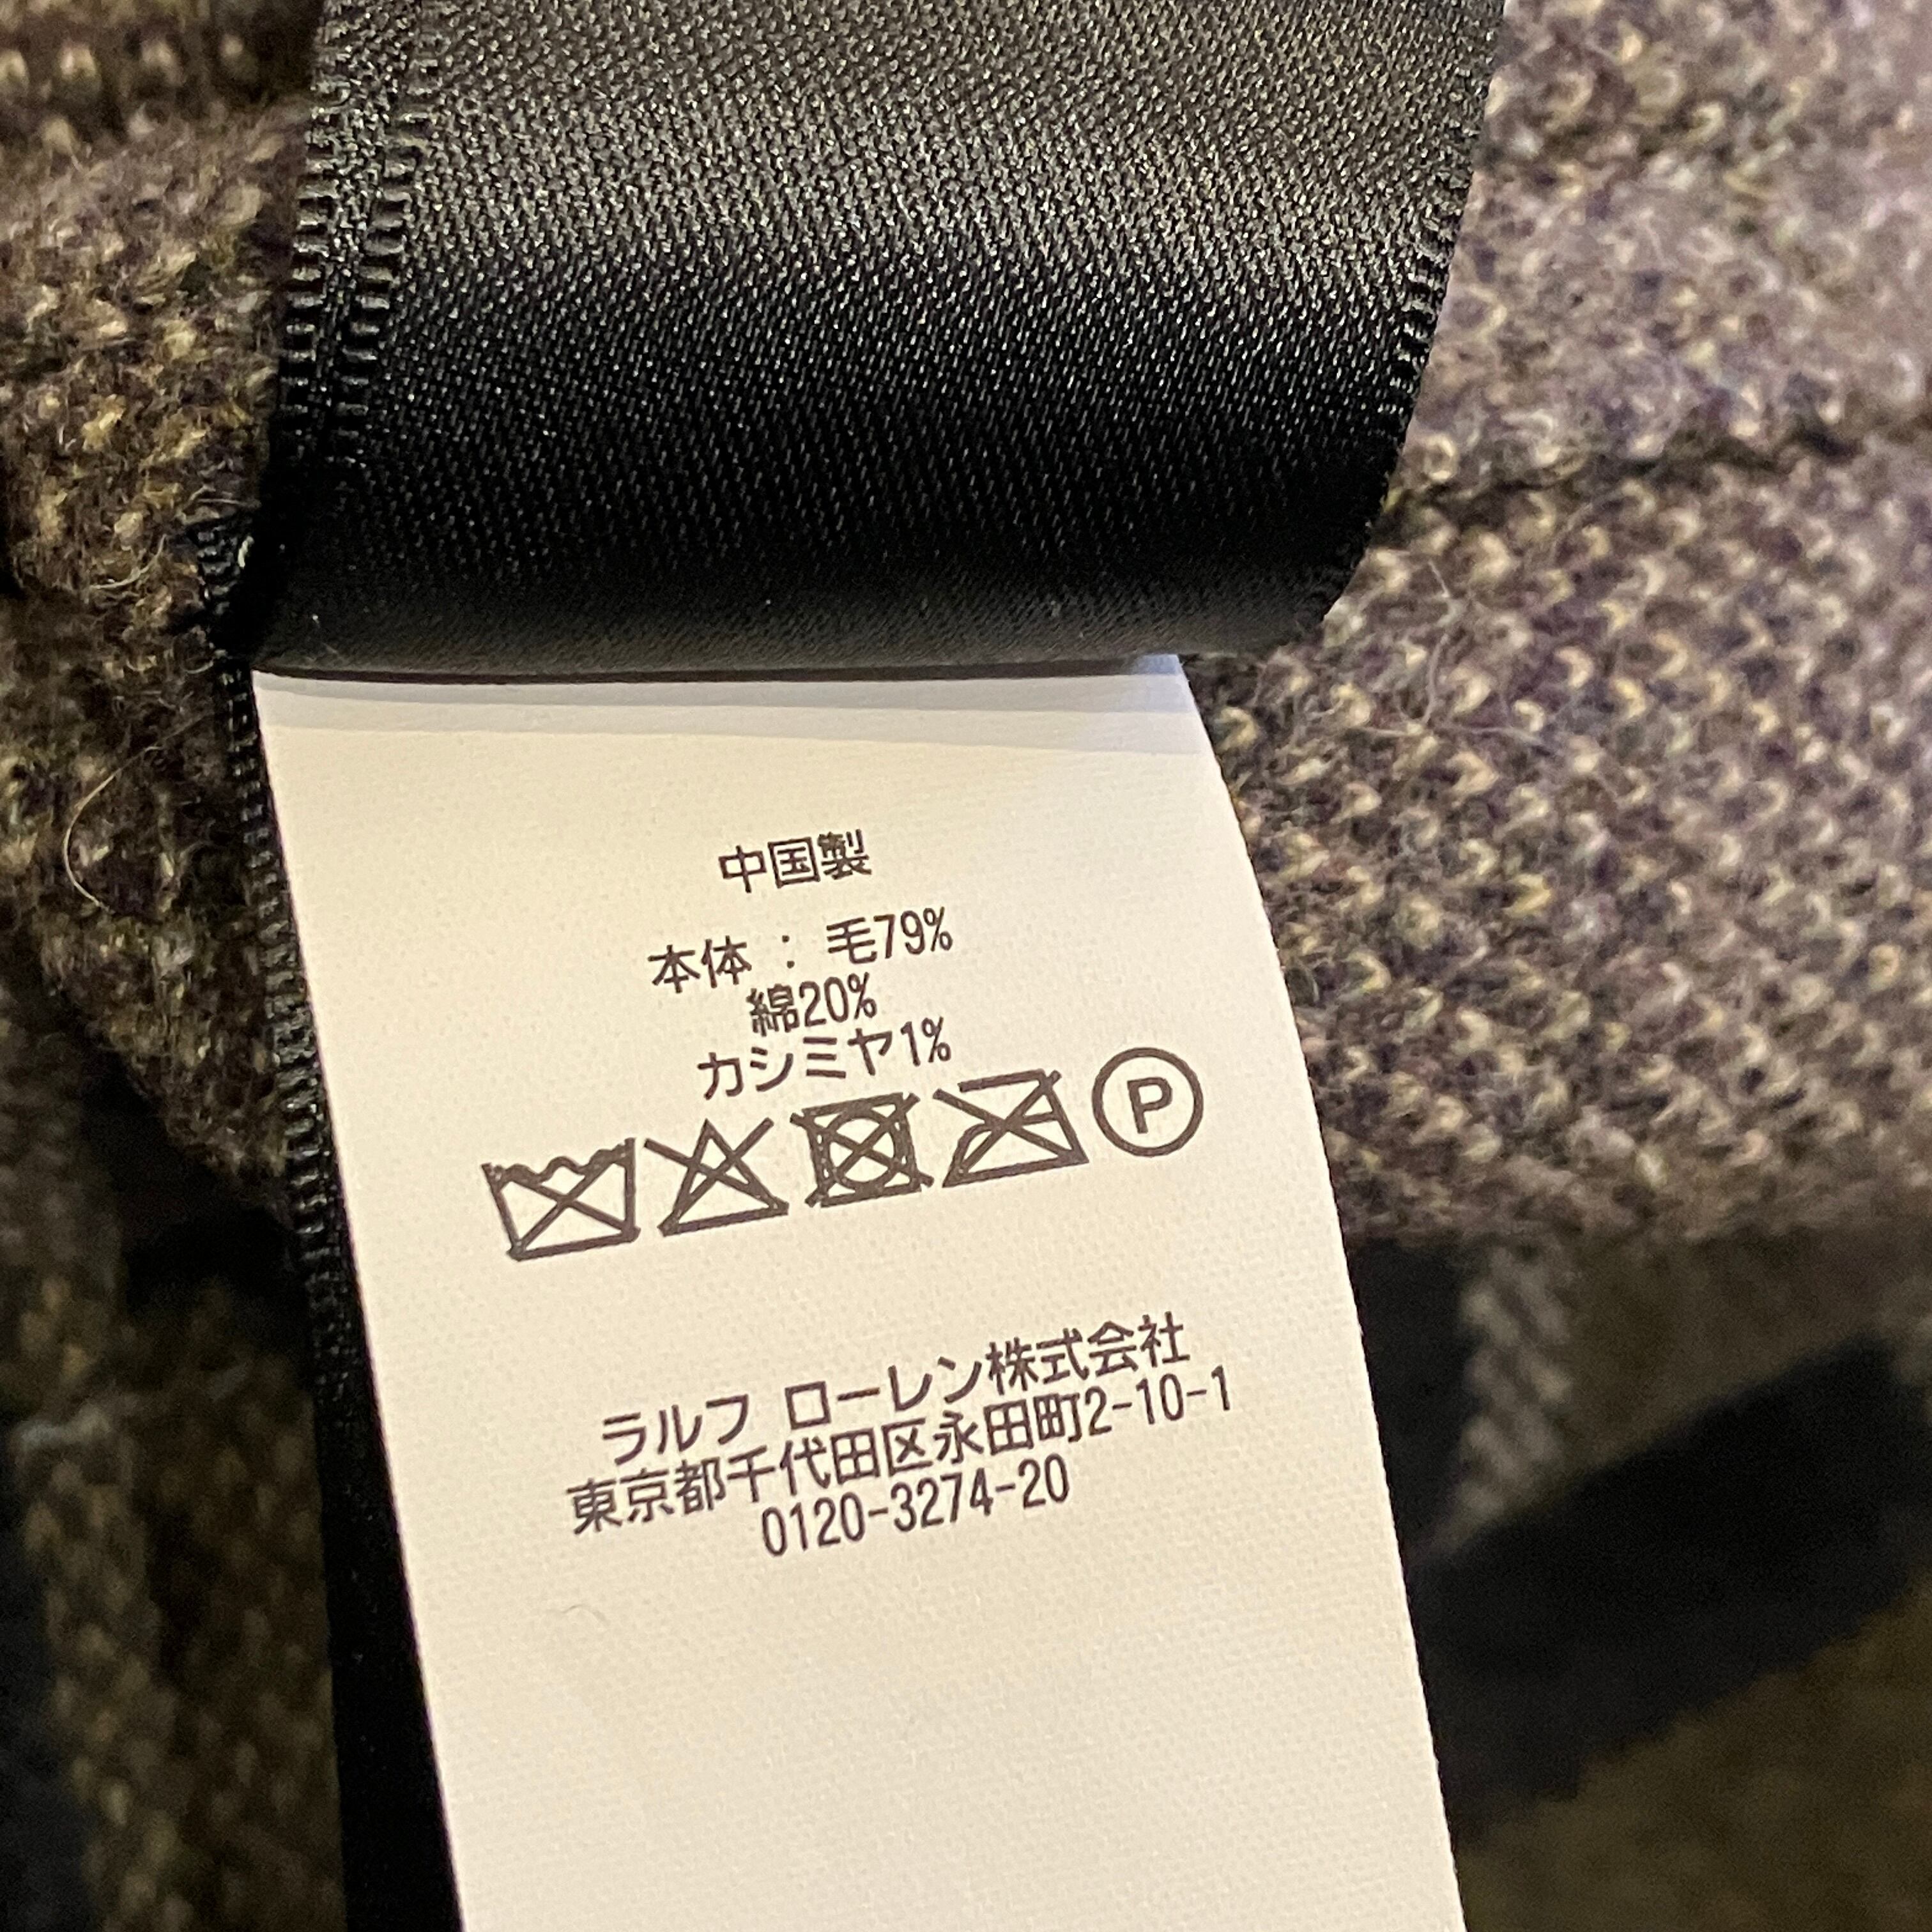 中国製
本体 : 毛79%
綿20%
カシミヤ1%
P
ラルフ ローレン株式会社
東京都千代田区永田町2-10-1
0120-3274-20